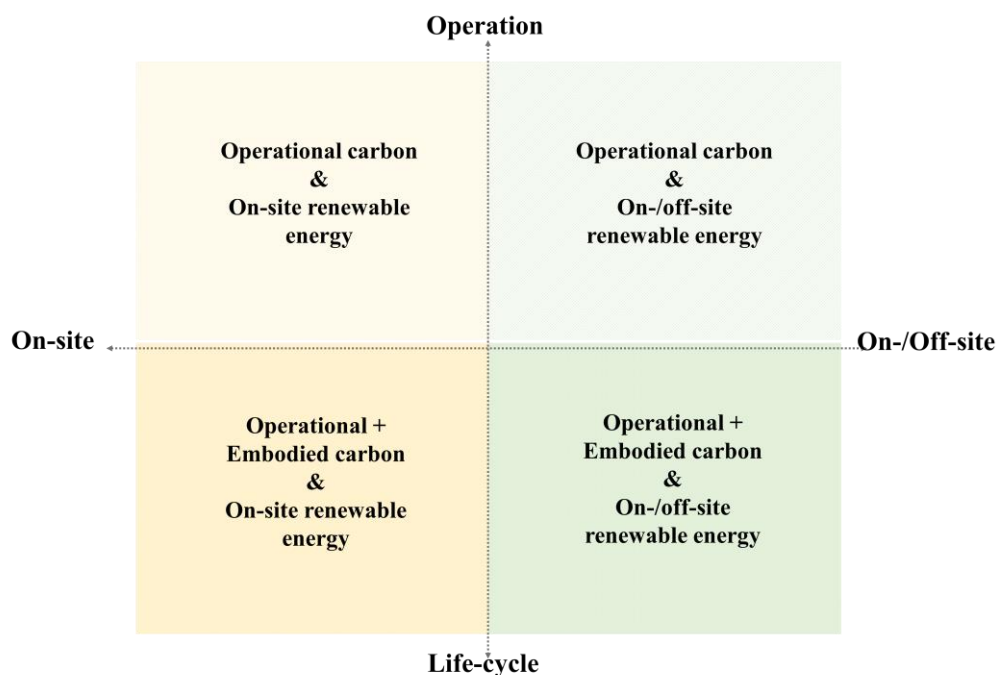 Operation
Operational carbon
&
On-site renewable
energy
Operational carbon
&
On-/off-site
renewable energy
On-site
On-/Off-site
Operational +
Embodied carbon
&
On-site renewable
energy
Operational +
Embodied carbon
&
On-/off-site
renewable energy
Life-cycle